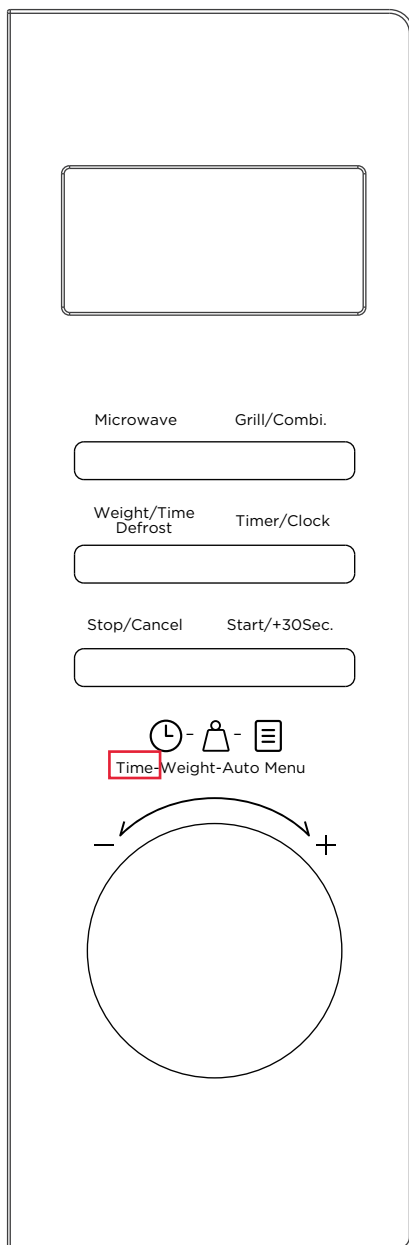 Microwave Grill/Combi.
Weight/Time
Defrost
Timer/Clock
Stop/Cancel Start/+30Sec.
Time-Weight-Auto Menu